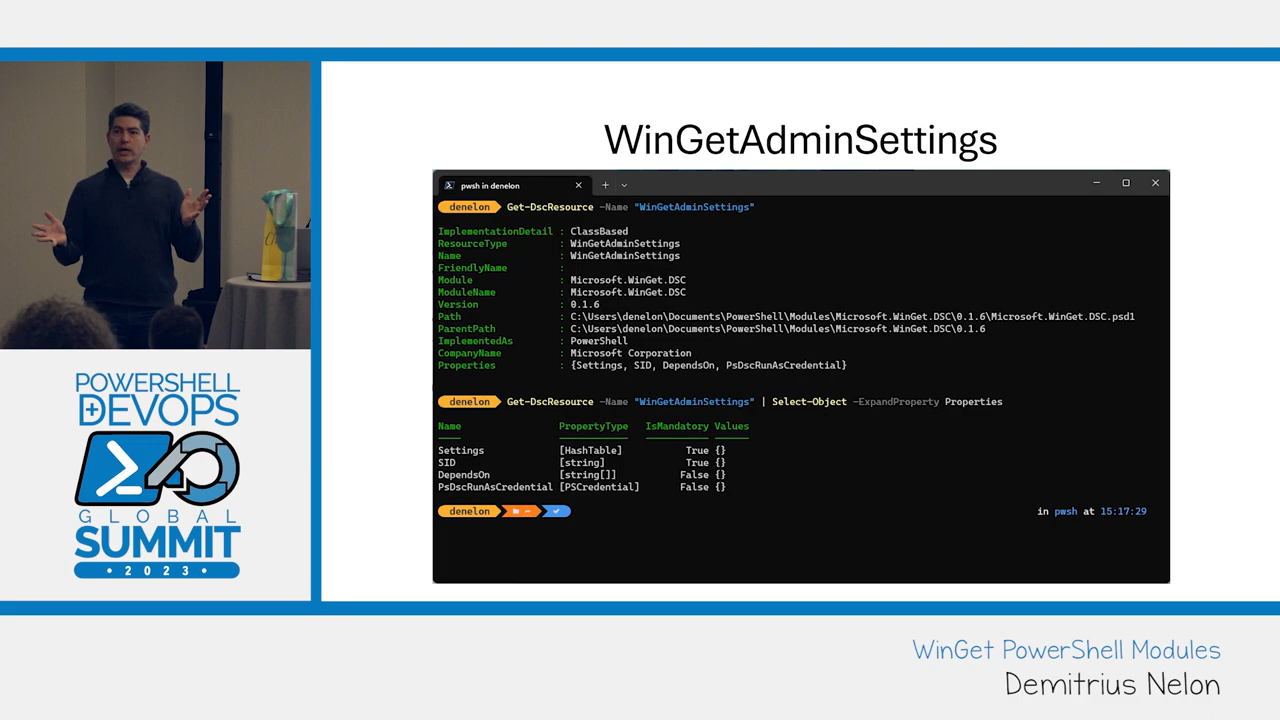 WinGetAdminSettings
pwsh in denelon
denelon Get-DscResource -Name "WinGetAdminSettings"
ImplementationDetail : ClassBased
ResourceType : WinGetAdminSettings
Name : WinGetAdminSettings
FriendlyName :
Module : Microsoft.WinGet.DSC
ModuleName : Microsoft.WinGet.DSC
Version : 0.1.6
Path : C:\Users\denelon\Documents\PowerShell\Modules\Microsoft.WinGet.DSC\0.1.6\Microsoft.WinGet.DSC.psd1
ParentPath : C:\Users\denelon\Documents\PowerShell\Modules\Microsoft.WinGet.DSC\0.1.6
ImplementedAs : PowerShell
CompanyName : Microsoft Corporation
Properties : {Settings, SID, DependsOn, PsDscRunAsCredential}
denelon Get-DscResource -Name "WinGetAdminSettings" | Select-Object -ExpandProperty Properties
Name PropertyType IsMandatory Values
Settings [HashTable] True {}
SID [string] True {}
DependsOn [string[]] False {}
PsDscRunAsCredential [PSCredential] False {}
denelon ~ in pwsh at 15:17:29
POWERSHELL
+DEVOPS
GLOBAL
SUMMIT
• 2 0 2 3 •
WinGet PowerShell Modules
Demitrius Nelon